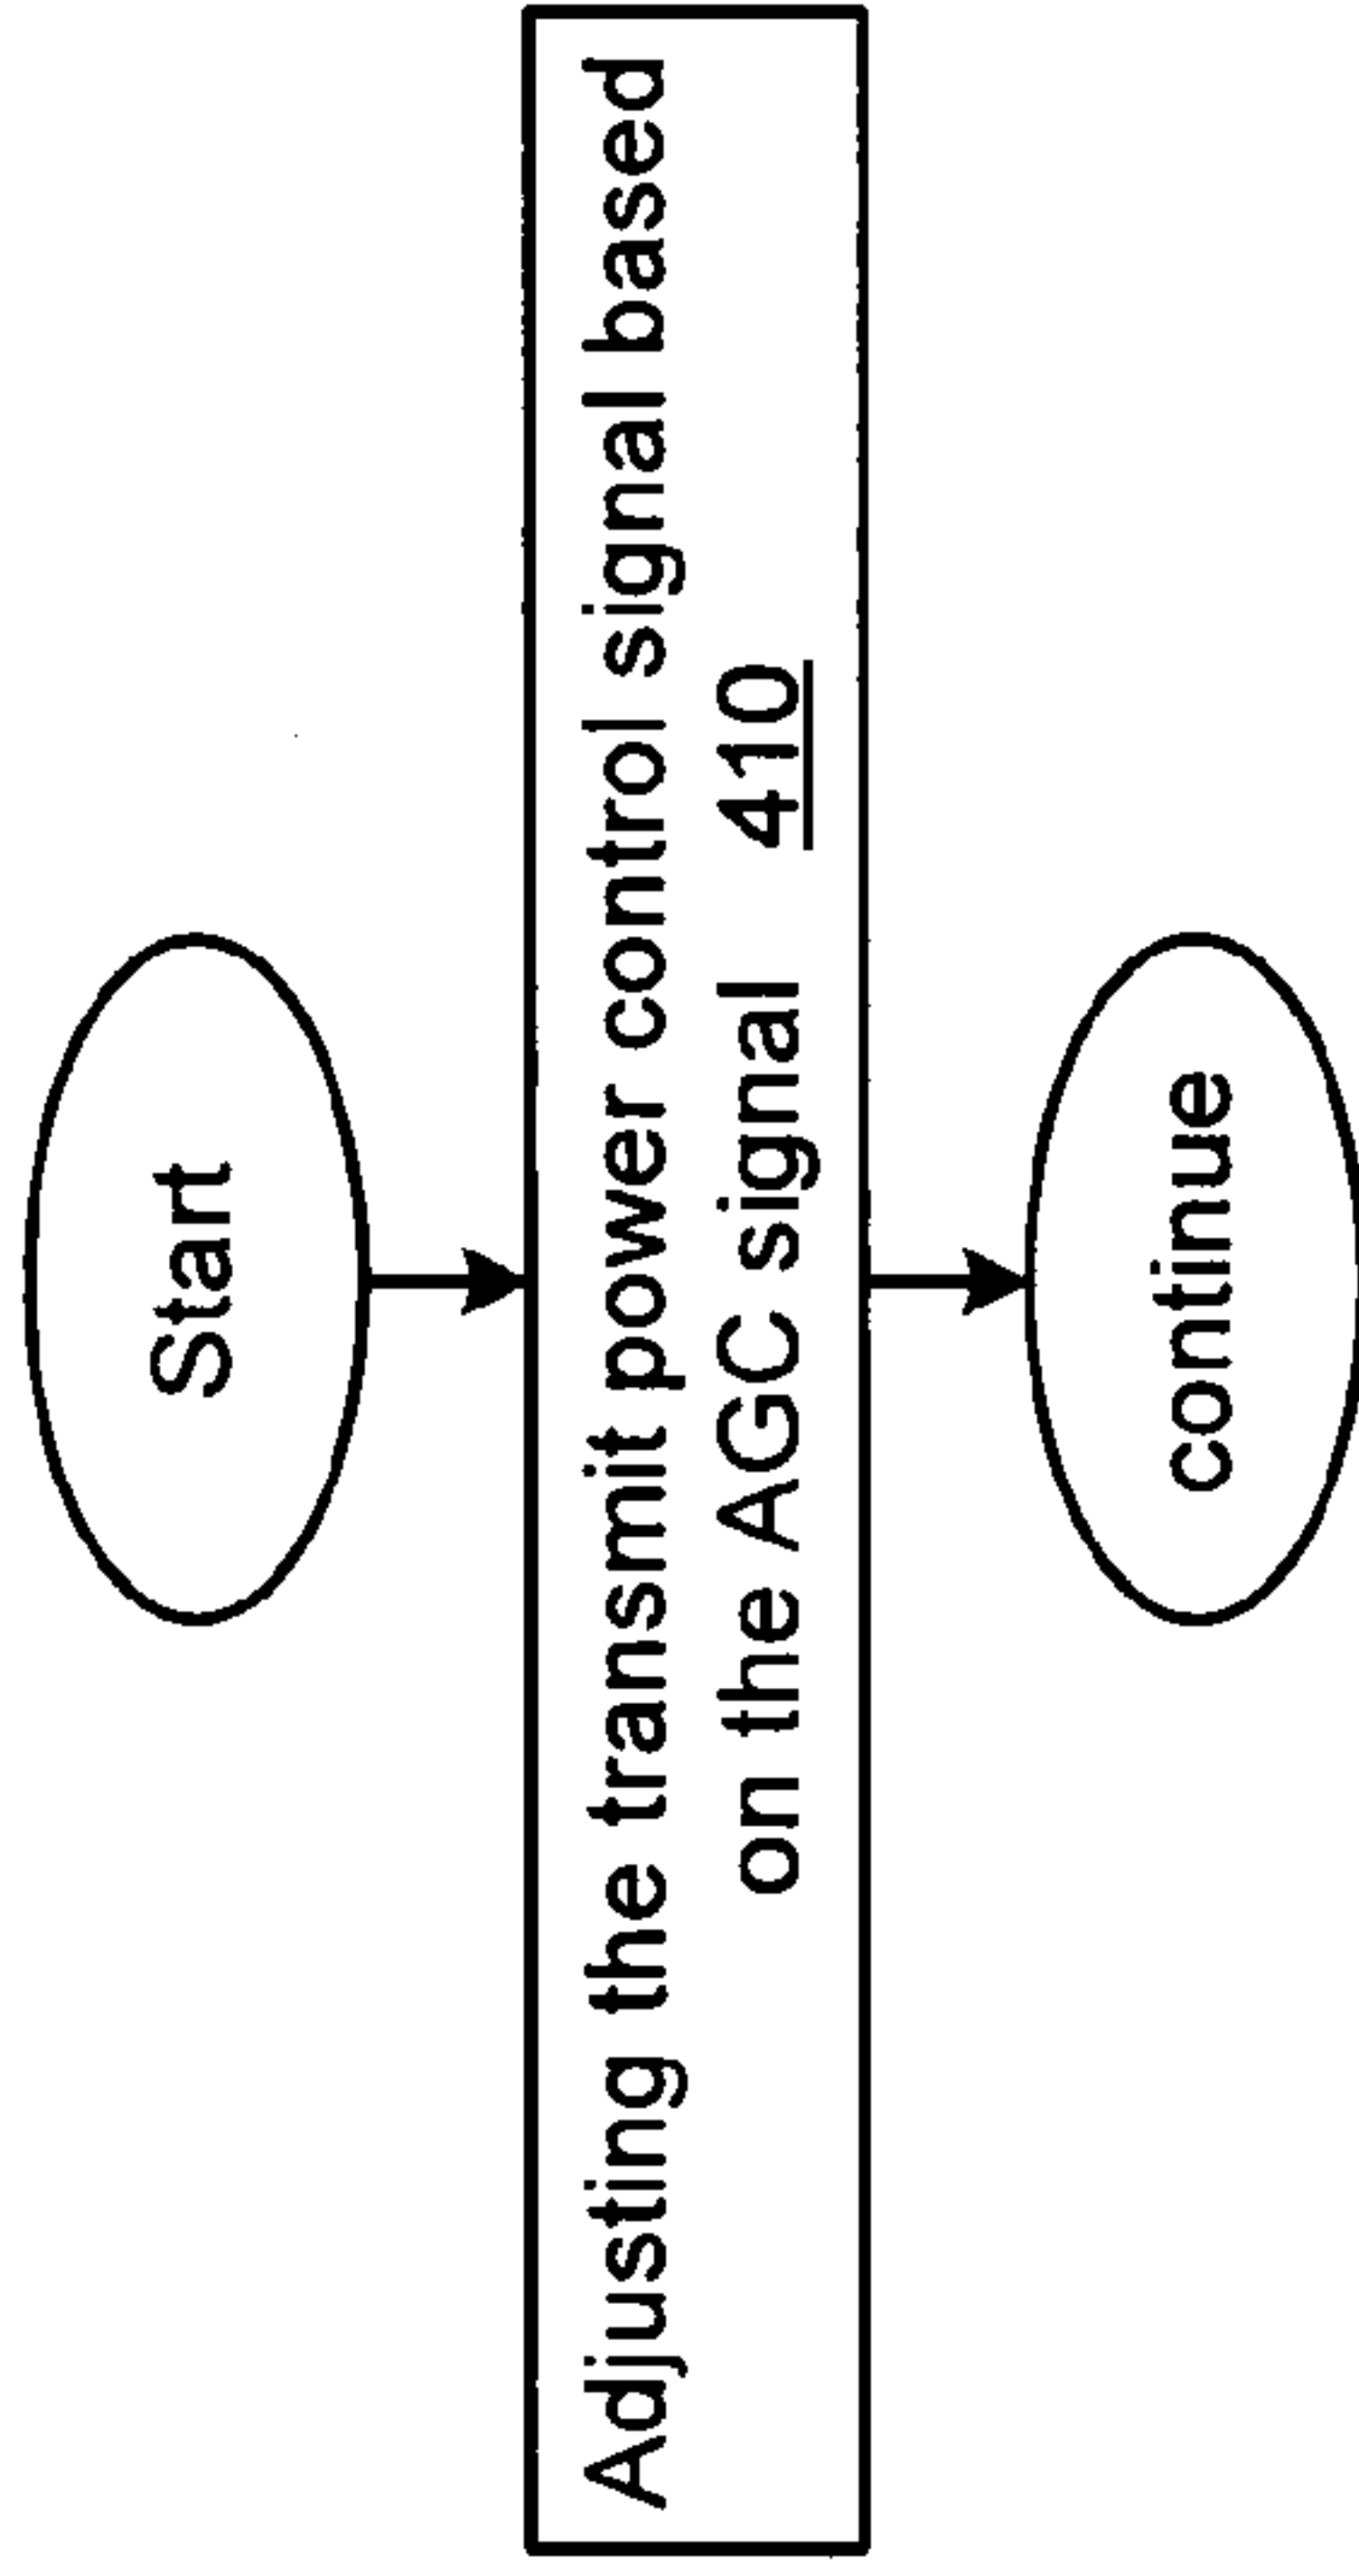 Start
Adjusting the transmit power control signal based
on the AGC signal 410
continue